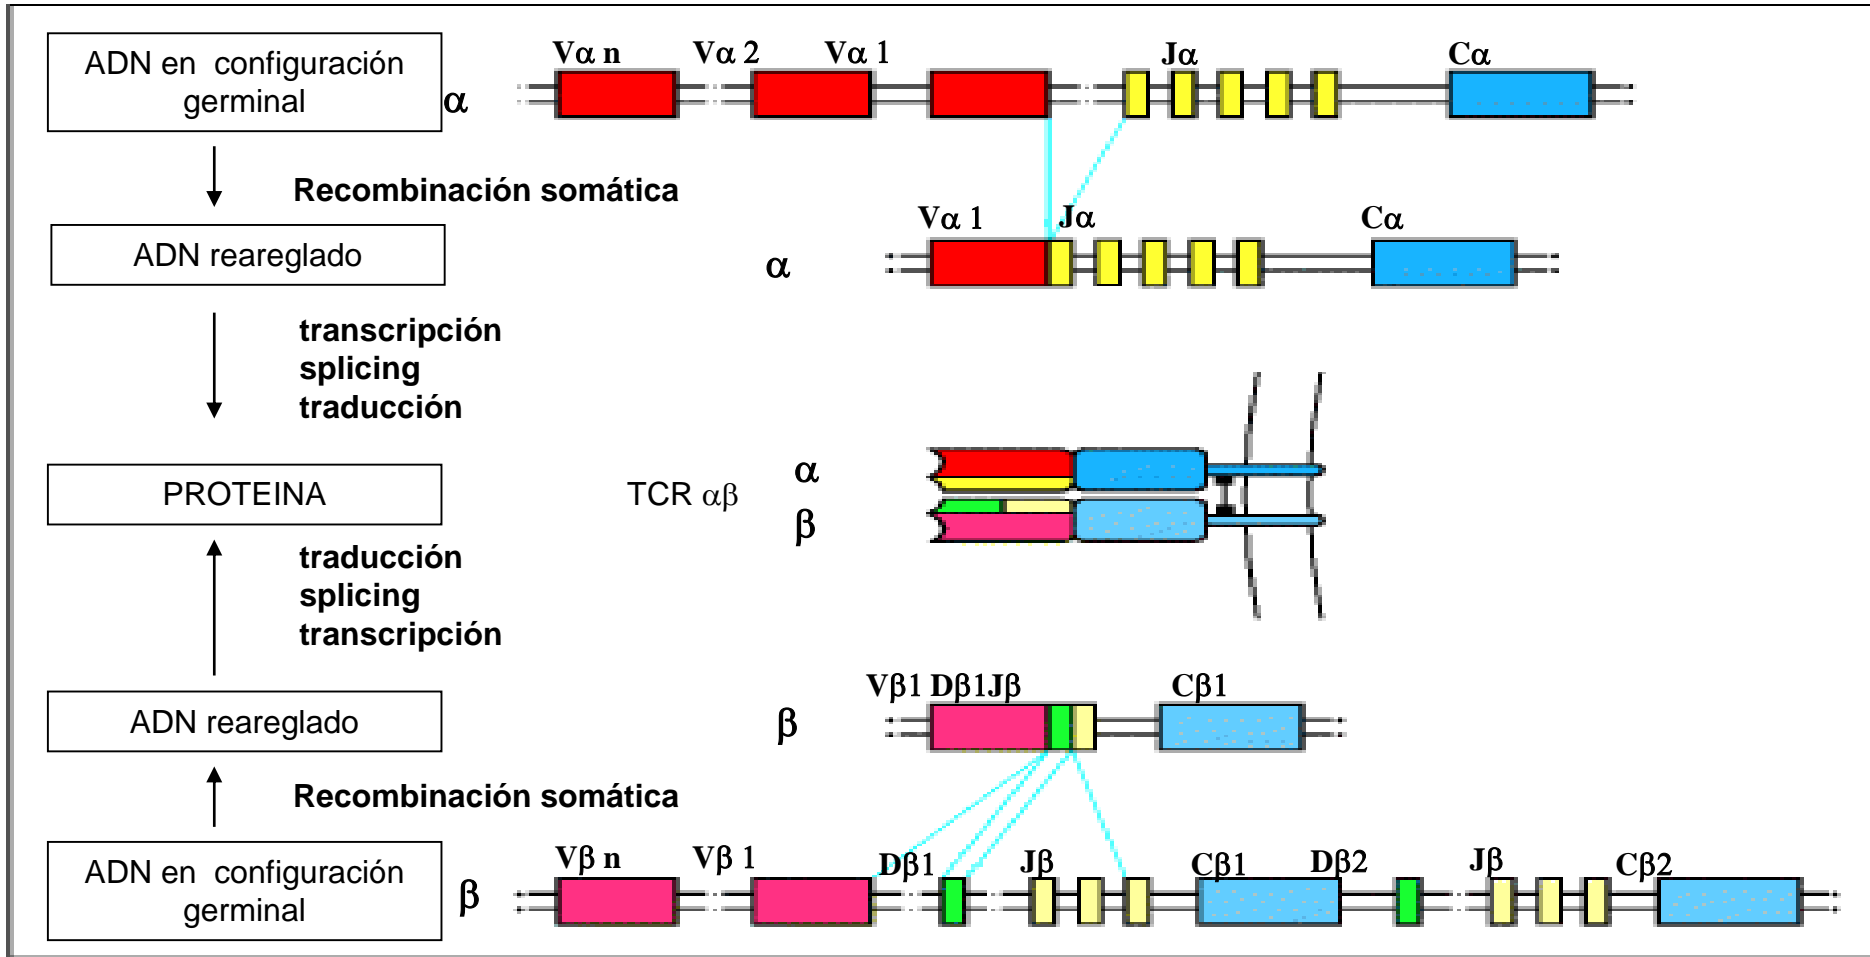 ADN en configuración
germinal
α
Vα n Vα 2 Vα 1 Jα Cα
Recombinación somática
ADN reareglado
α
Vα 1 Jα Cα
transcripción
splicing
traducción
PROTEINA
TCR αβ
α
β
traducción
splicing
transcripción
ADN reareglado
β
Vβ1 Dβ1Jβ Cβ1
Recombinación somática
ADN en configuración
germinal
β
Vβ n Vβ 1 Dβ1 Jβ Cβ1 Dβ2 Jβ Cβ2